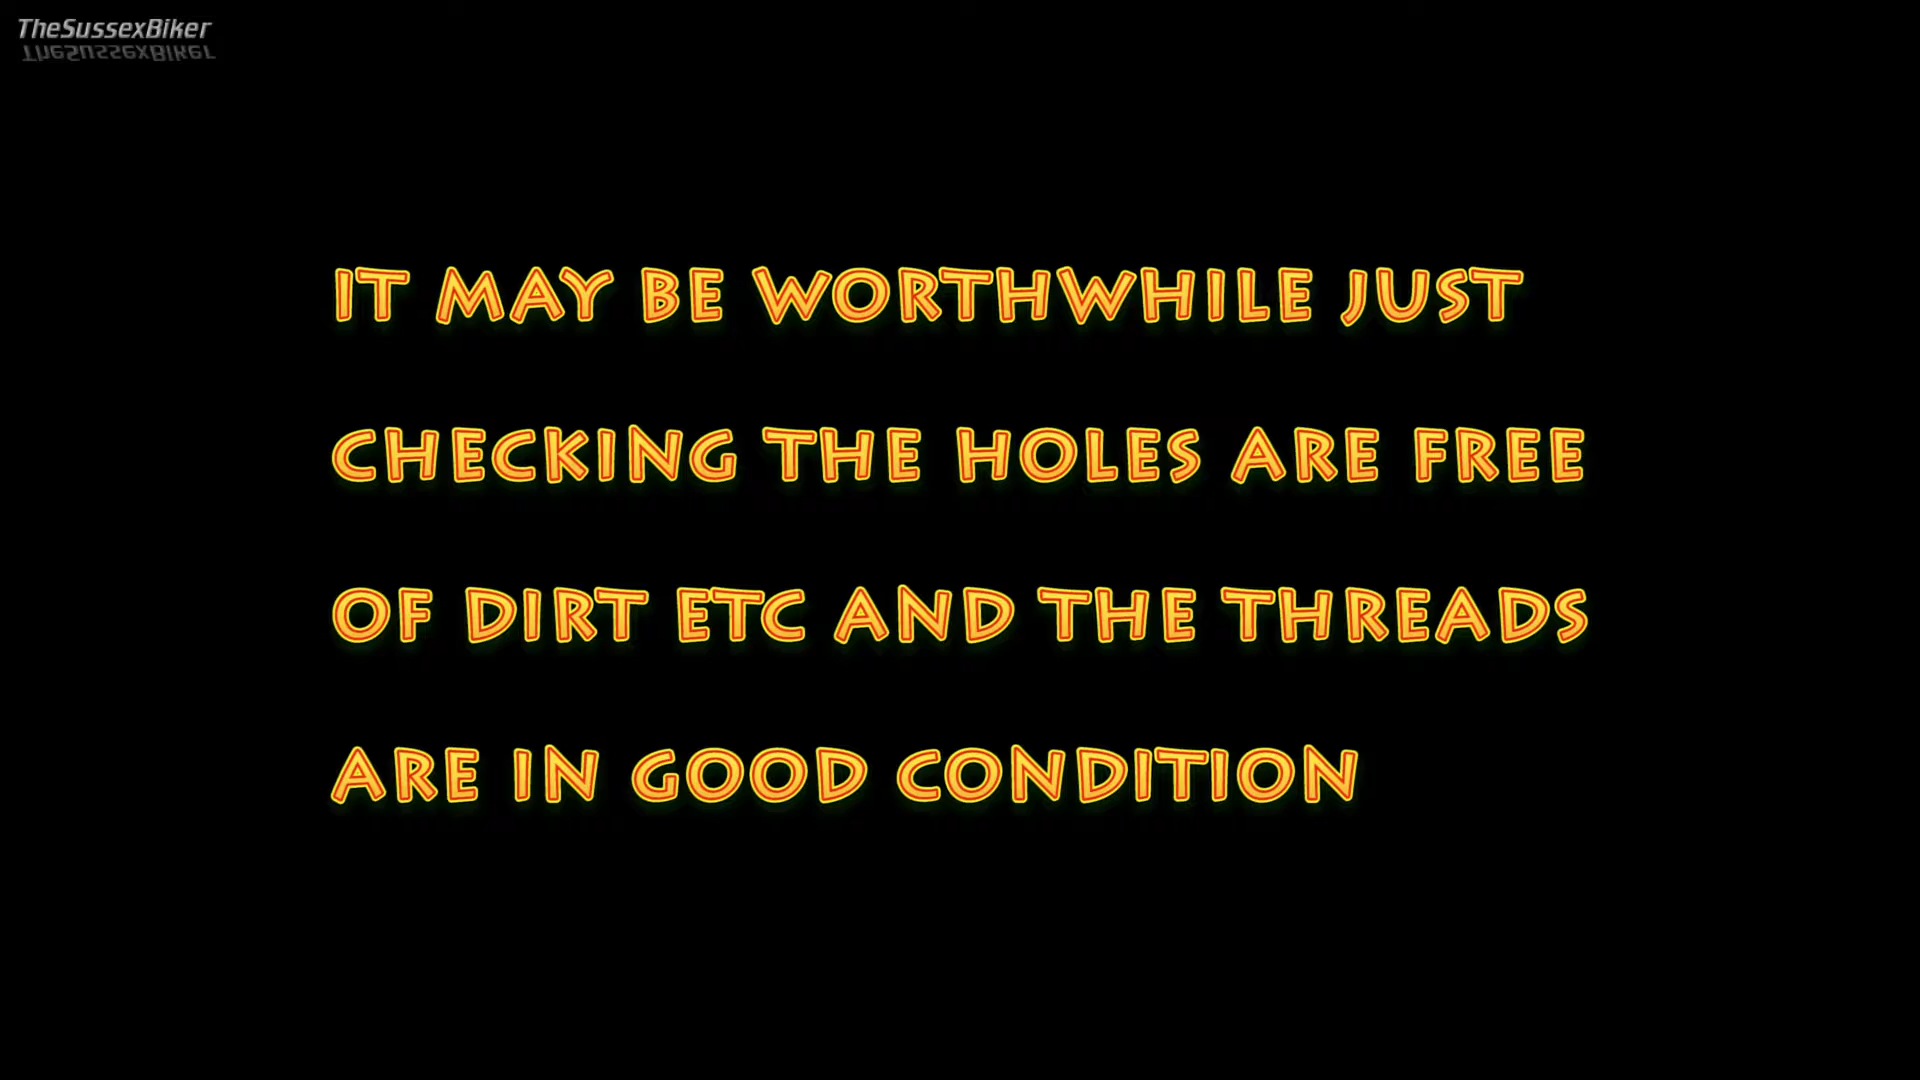 TheSussexBiker
IT MAY BE WORTHWHILE JUST
CHECKING THE HOLES ARE FREE
OF DIRT ETC AND THE THREADS
ARE IN GOOD CONDITION